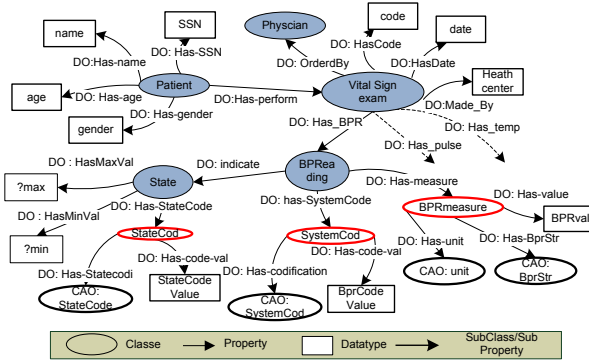 SSN
Physcian
code
name
date
DO: Has-SSN
DO: HasCode
DO: OrderdBy
DO:HasDate
DO:Has-name
Patient
Vital Sign
exam
Heath
center
age
DO: Has-age
DO:Has-perform
DO:Made_By
DO: Has-gender
gender
DO: Has_BPR
DO: Has_temp
DO: Has_pulse
DO : HasMaxVal
DO: indicate
BPRea
ding
?max
State
DO: Has-measure
DO: Has-StateCode
DO: has-SystemCode
DO: Has-value
DO : HasMinVal
BPRmeasure
BPRval
?min
StateCod
SystemCod
DO: Has-unit
DO: Has-BprStr
DO: Has-code-val
DO: Has-code-val
DO: Has-Statecodi
DO: Has-codification
CAO: unit
CAO:
BprStr
CAO:
StateCode
StateCode
Value
CAO:
SystemCod
BprCode
Value
Classe
Property
Datatype
SubClass/Sub
Property